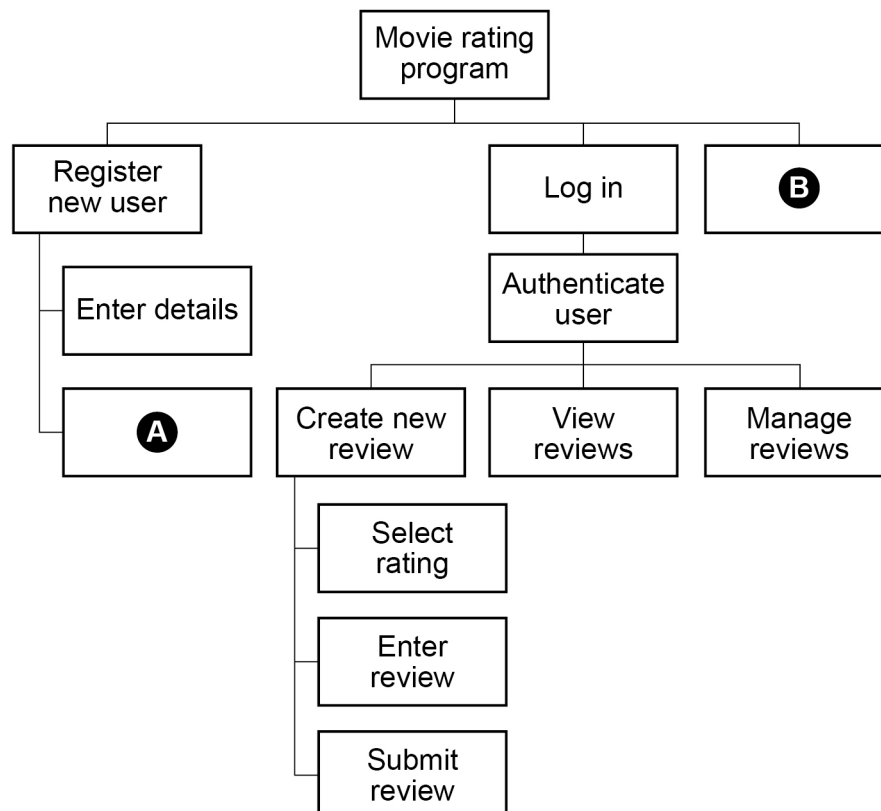 Movie rating
program
Register
new user
Log in
B
Enter details
Authenticate
user
A
Create new
review
View
reviews
Manage
reviews
Select
rating
Enter
review
Submit
review